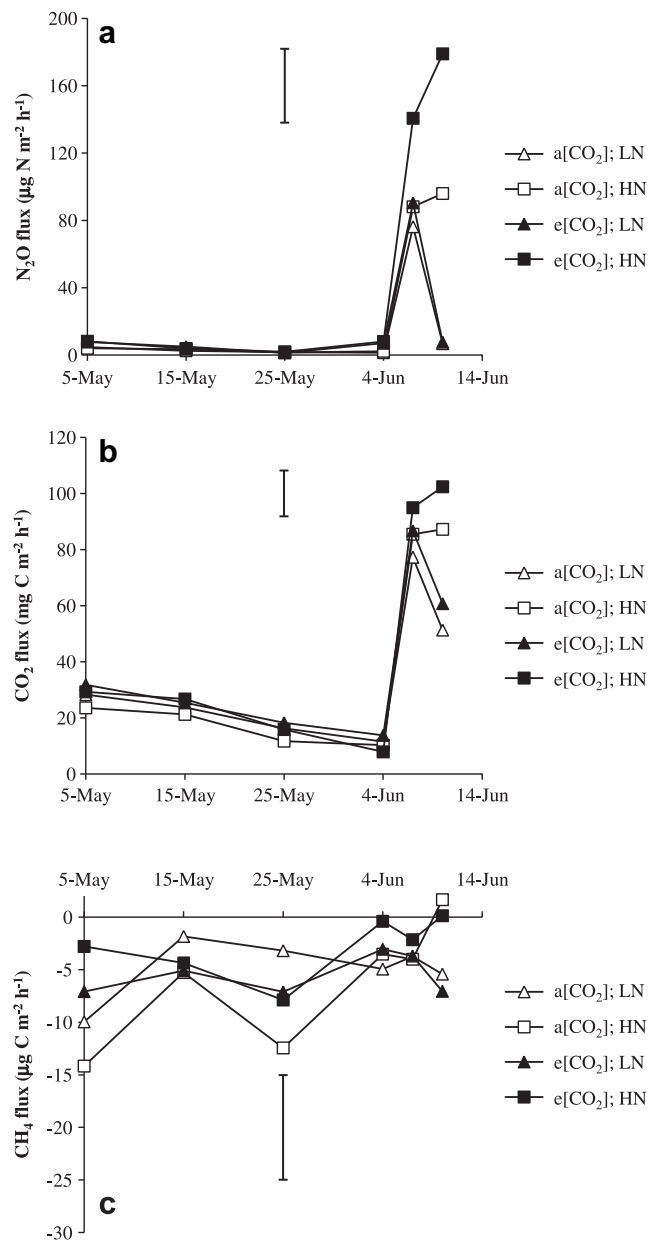 a
200
160
120
80
40
0
N₂O flux (μg N m⁻² h⁻¹)
5-May 15-May 25-May 4-Jun 14-Jun
a[CO₂]; LN
a[CO₂]; HN
e[CO₂]; LN
e[CO₂]; HN
b
120
100
80
60
40
20
0
CO₂ flux (mg C m⁻² h⁻¹)
5-May 15-May 25-May 4-Jun 14-Jun
a[CO₂]; LN
a[CO₂]; HN
e[CO₂]; LN
e[CO₂]; HN
5-May 15-May 25-May 4-Jun 14-Jun
0
-5
-10
-15
-20
-25
-30
CH₄ flux (μg C m⁻² h⁻¹)
a[CO₂]; LN
a[CO₂]; HN
e[CO₂]; LN
e[CO₂]; HN
c